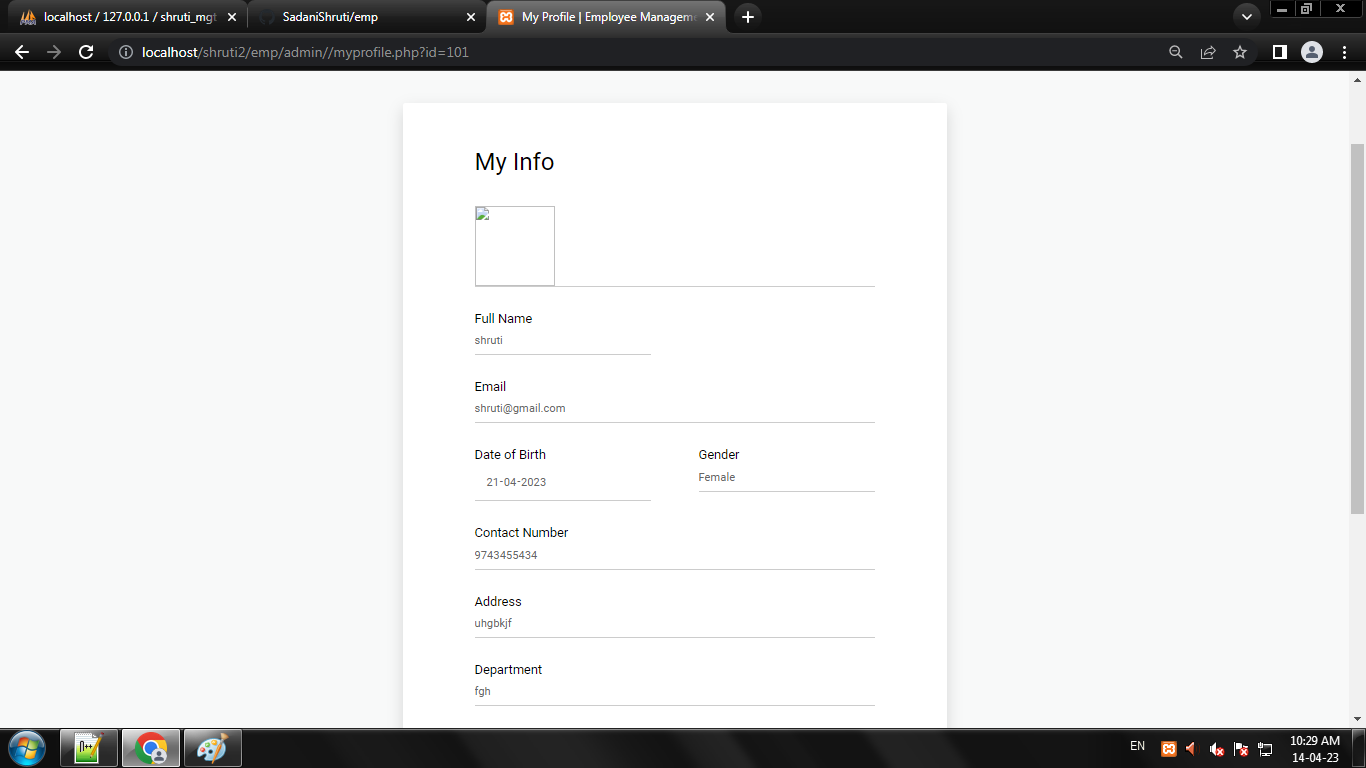 localhost / 127.0.0.1 / shruti_mgt
SadaniShruti/emp
My Profile | Employee Managem
localhost/shruti2/emp/admin//myprofile.php?id=101
My Info
Full Name
shruti
Email
shruti@gmail.com
Date of Birth Gender
21-04-2023 Female
Contact Number
9743455434
Address
uhgbkjf
Department
fgh
EN 10:29 AM
14-04-23